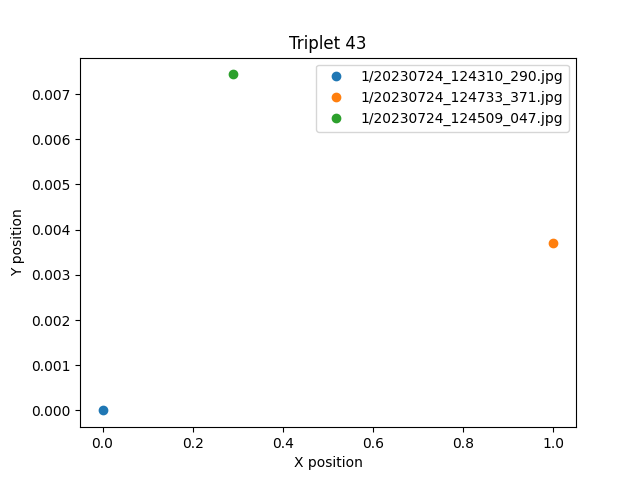 Triplet 43
1/20230724_124310_290.jpg
1/20230724_124733_371.jpg
1/20230724_124509_047.jpg
Y position
0.007
0.006
0.005
0.004
0.003
0.002
0.001
0.000
0.0 0.2 0.4 0.6 0.8 1.0
X position